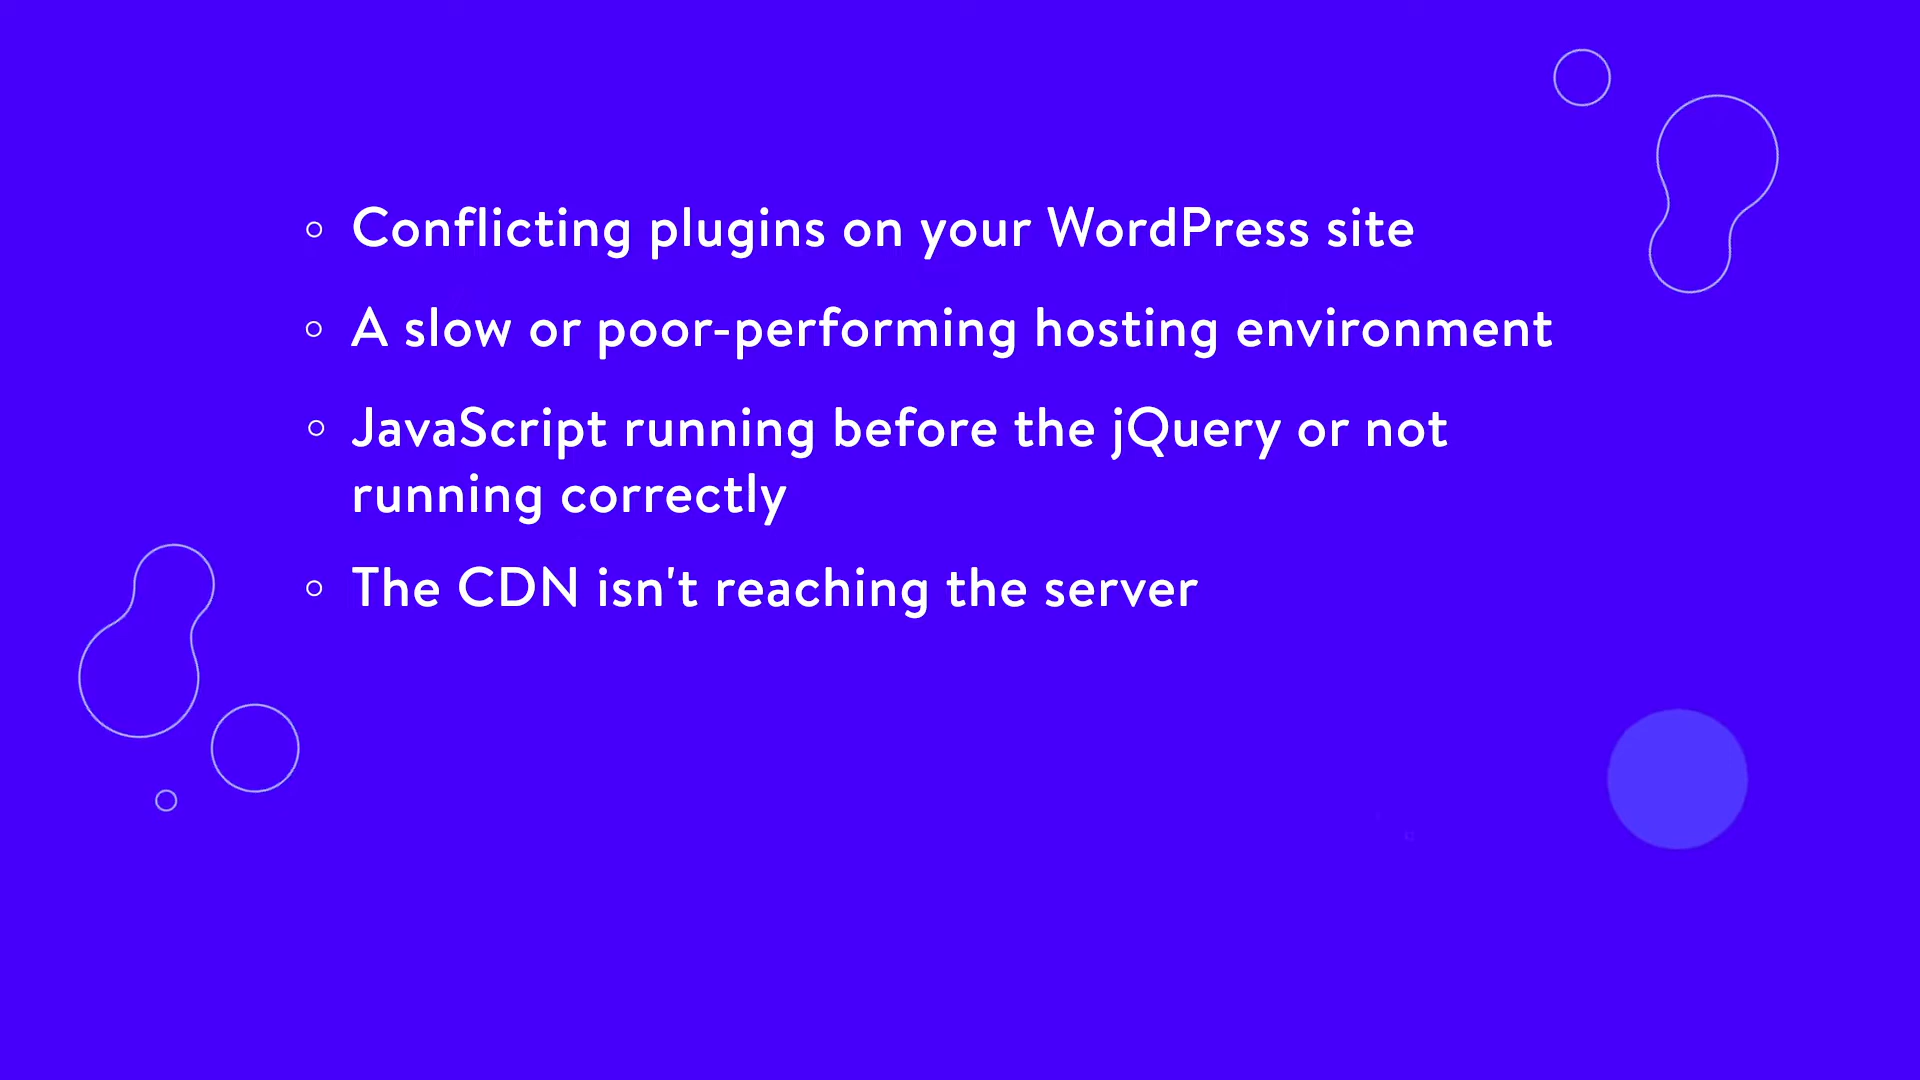 Conflicting plugins on your WordPress site
A slow or poor-performing hosting environment
JavaScript running before the jQuery or not
running correctly
The CDN isn't reaching the server